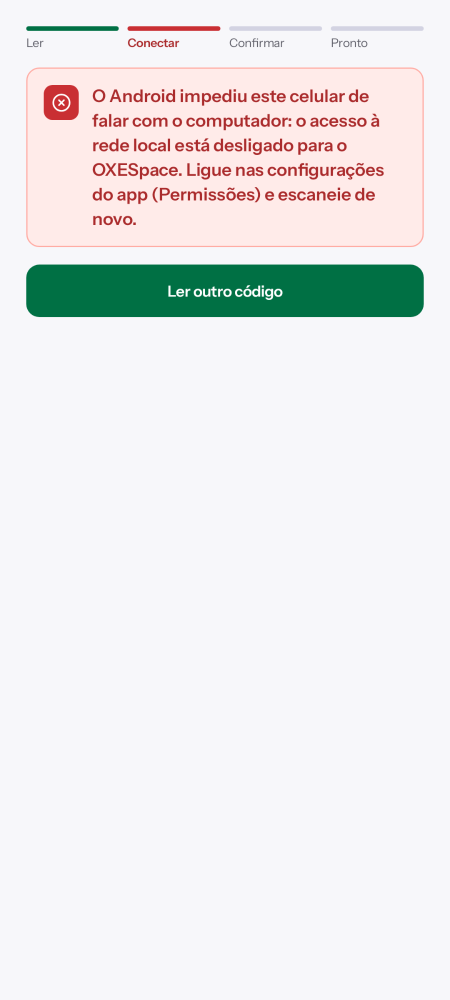 Ler
Conectar
Confirmar
Pronto
O Android impediu este celular de
falar com o computador: o acesso à
rede local está desligado para o
OXESpace. Ligue nas configurações
do app (Permissões) e escaneie de
novo.
Ler outro código